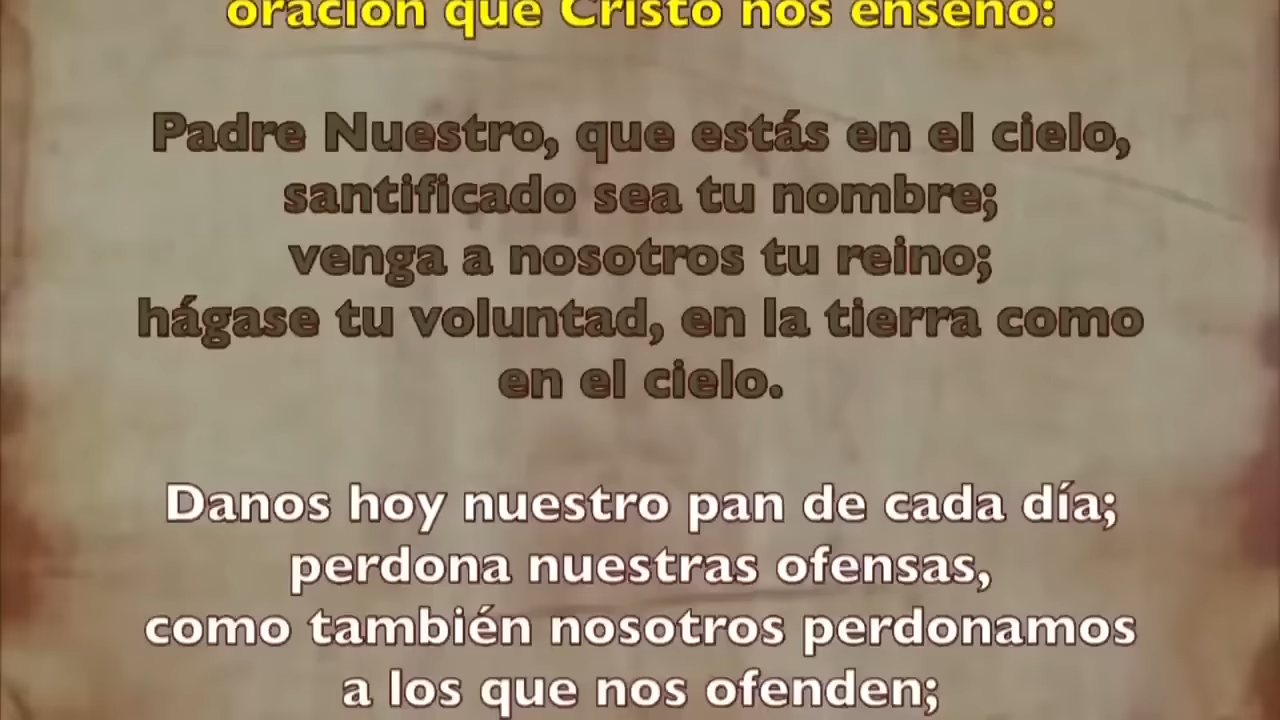 oración que Cristo nos enseñó:
Padre Nuestro, que estás en el cielo,
santificado sea tu nombre;
venga a nosotros tu reino;
hágase tu voluntad, en la tierra como
en el cielo.
Danos hoy nuestro pan de cada día;
perdona nuestras ofensas,
como también nosotros perdonamos
a los que nos ofenden;